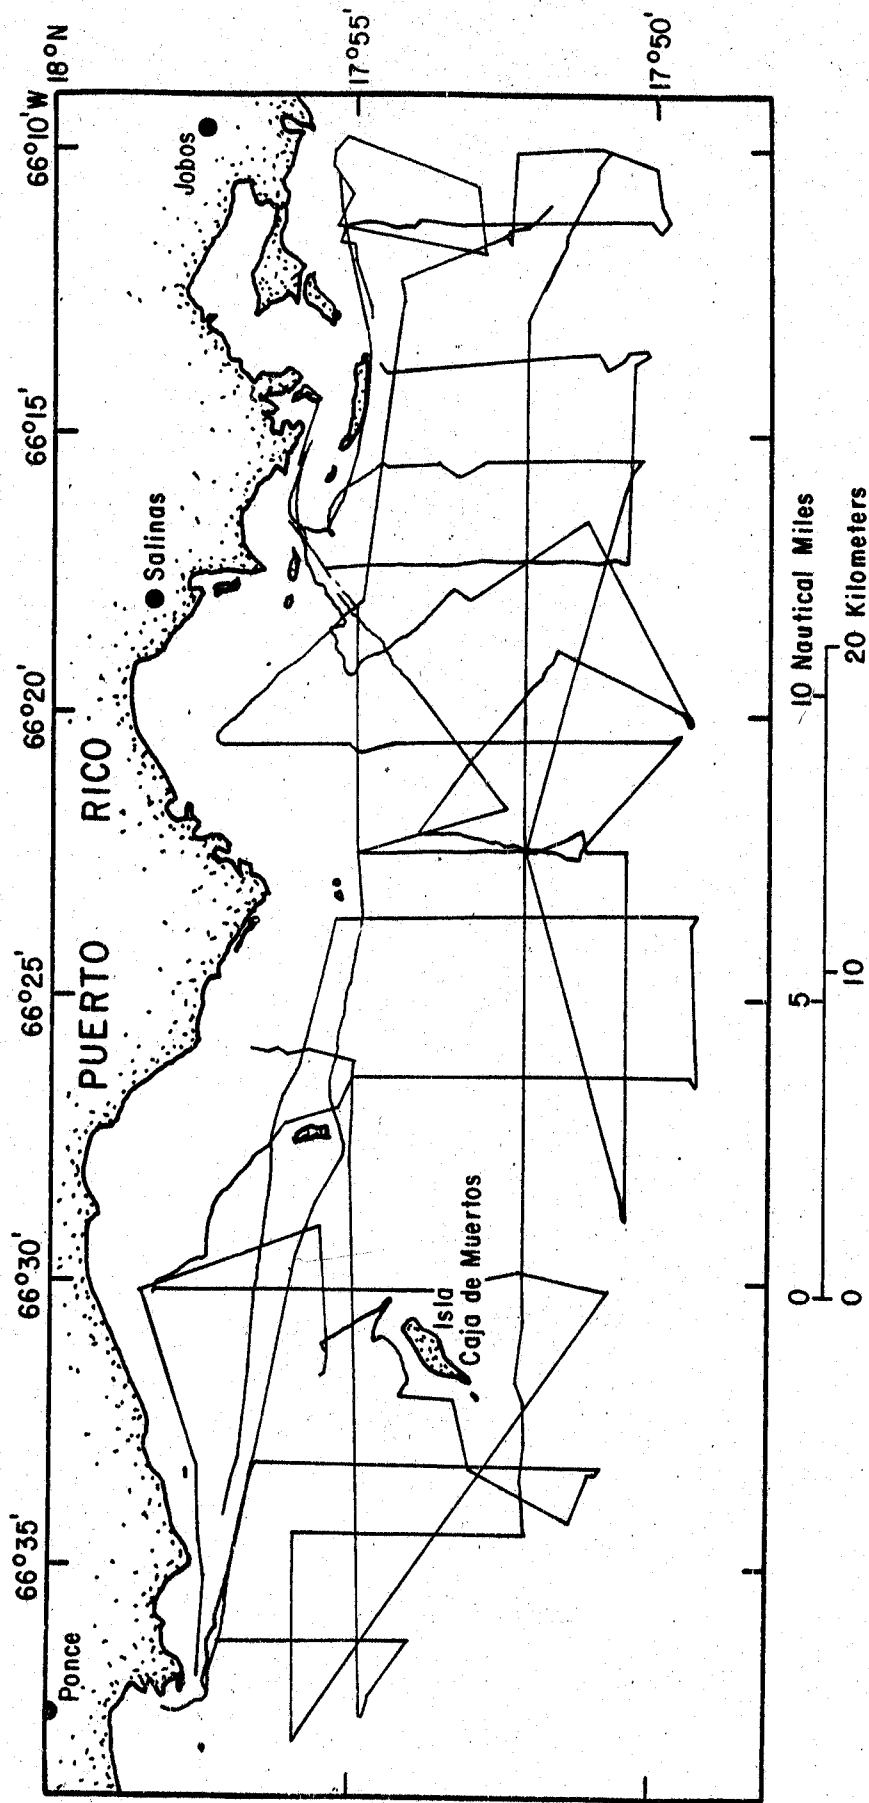 66°35'
66°30'
66°25'
66°20'
66°15'
66°10'W
18°N
17°55'
17°50'
Ponce
PUERTO RICO
Salinas
Jobos
Isla
Caja de Muertos
0 5 10 Nautical Miles
0 10 20 Kilometers